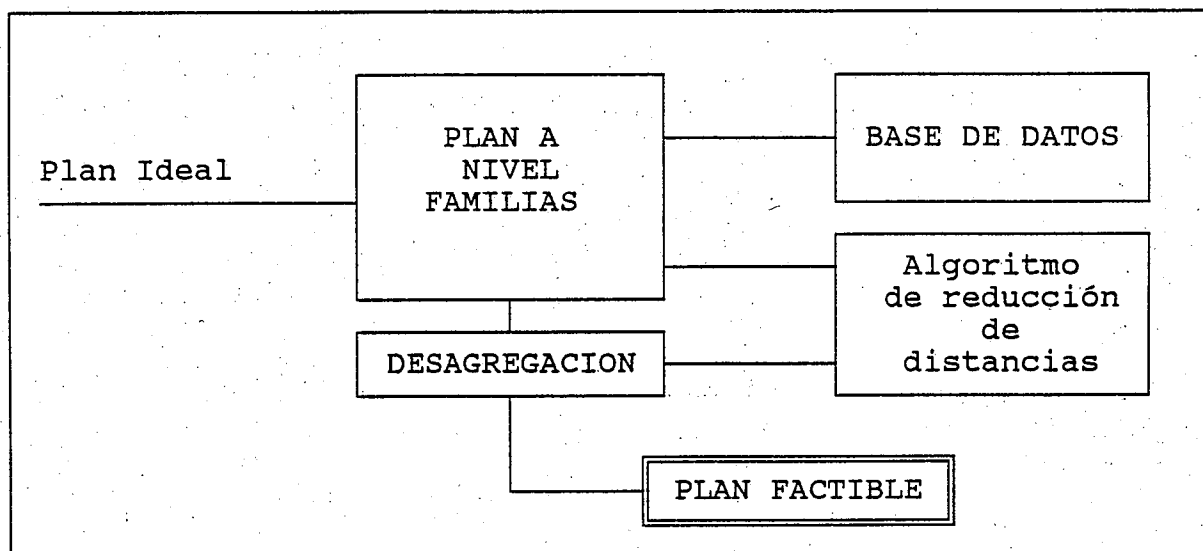 Plan Ideal
PLAN A
NIVEL
FAMILIAS
BASE DE DATOS
Algoritmo
de reducción
de
distancias
DESAGREGACION
PLAN FACTIBLE